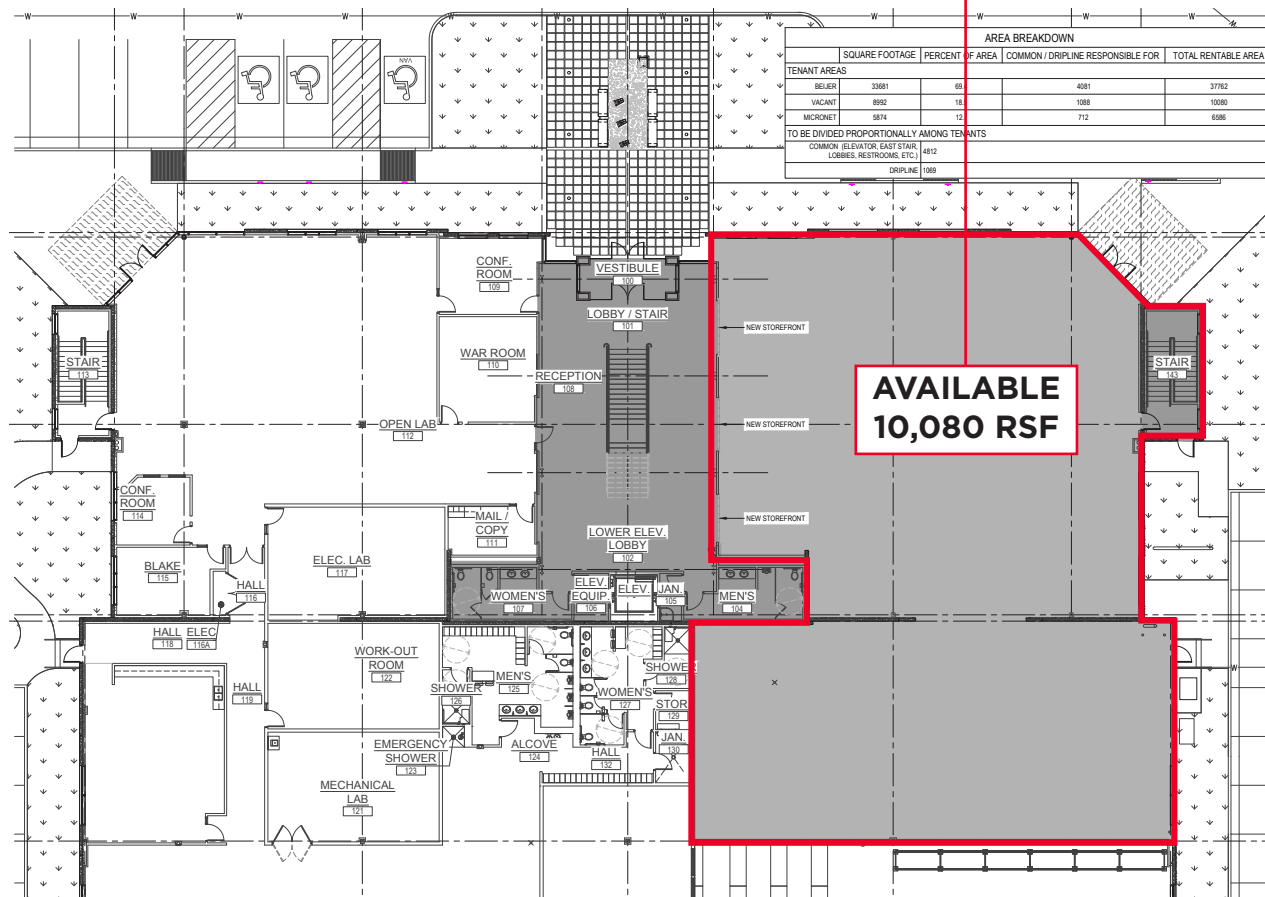 AREA BREAKDOWN
SQUARE FOOTAGE PERCENT OF AREA COMMON / DRIPLINE RESPONSIBLE FOR TOTAL RENTABLE AREA
TENANT AREAS
BEIJER 33681 4081 37762
VACANT 8992 1088 10080
MICRONET 5874 712 6586
TO BE DIVIDED PROPORTIONALLY AMONG TENANTS
COMMON (ELEVATOR, EAST STAIR, LOBBIES, RESTROOMS, ETC.) 4812
DRIPLINE 1069
VAN
VESTIBULE
100
LOBBY / STAIR
101
CONF.
ROOM
109
WAR ROOM
110
RECEPTION
108
OPEN LAB
112
STAIR
113
NEW STOREFRONT
NEW STOREFRONT
NEW STOREFRONT
AVAILABLE
10,080 RSF
STAIR
143
CONF.
ROOM
114
MAIL /
COPY
111
LOWER ELEV.
LOBBY
102
BLAKE
115
HALL
116
ELEC. LAB
117
WOMEN'S
107
ELEV.
EQUIP.
106
ELEV.
JAN.
105
MEN'S
104
HALL
118
ELEC
116A
HALL
119
WORK-OUT
ROOM
122
SHOWER
126
MEN'S
125
WOMEN'S
127
SHOWER
128
STOR
129
JAN.
130
EMERGENCY
SHOWER
123
ALCOVE
124
HALL
132
MECHANICAL
LAB
121
W
W
W
W
W
W
W
W